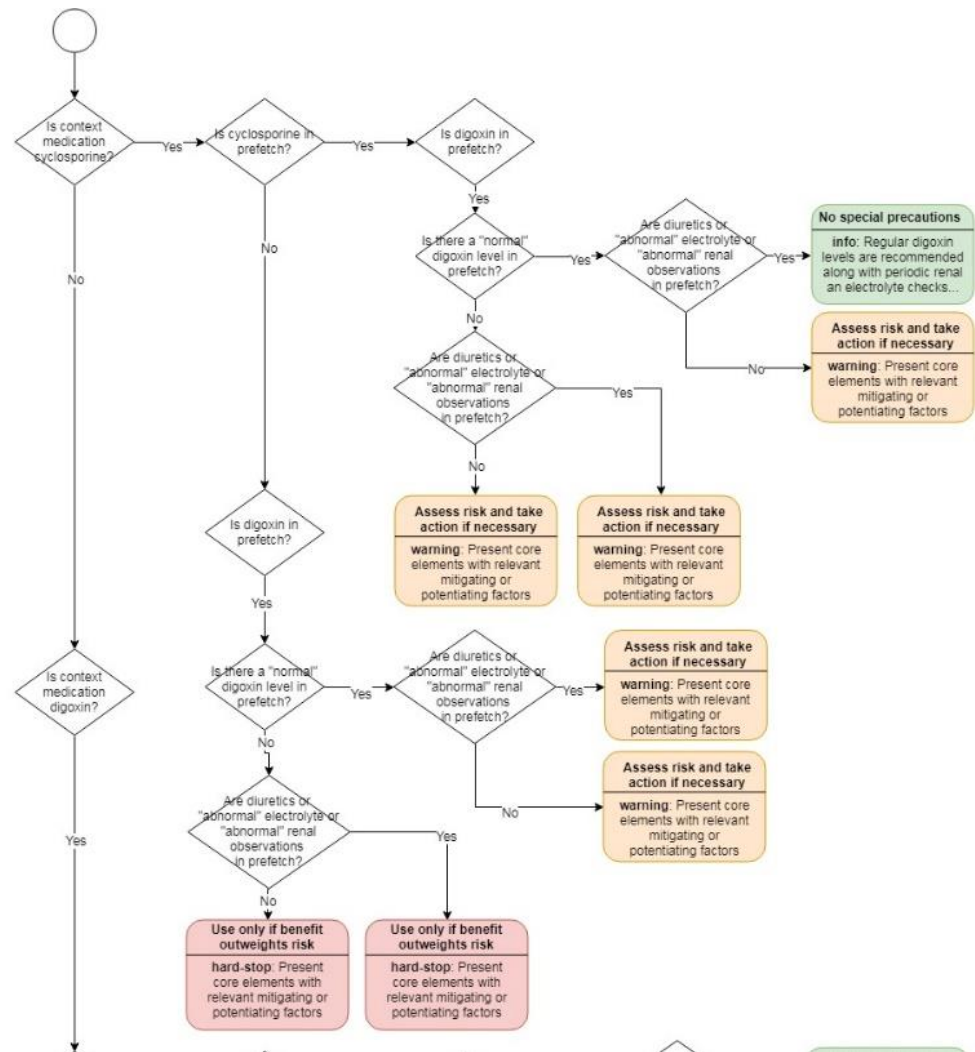 Is context
medication
cyclosporine?
Yes
Is cyclosporine in
prefetch?
Yes
Is digoxin in
prefetch?
Yes
No
No
Is there a "normal"
digoxin level in
prefetch?
Yes
Are diuretics or
"abnormal" electrolyte or
"abnormal" renal
observations
in prefetch?
Yes
No special precautions
info: Regular digoxin
levels are recommended
along with periodic renal
an electrolyte checks...
No
Assess risk and take
action if necessary
warning: Present core
elements with relevant
mitigating or
potentiating factors
No
Are diuretics or
"abnormal" electrolyte or
"abnormal" renal
observations
in prefetch?
Yes
No
Assess risk and take
action if necessary
warning: Present core
elements with relevant
mitigating or
potentiating factors
Assess risk and take
action if necessary
warning: Present core
elements with relevant
mitigating or
potentiating factors
Is digoxin in
prefetch?
Yes
Is context
medication
digoxin?
Is there a "normal"
digoxin level in
prefetch?
Yes
Are diuretics or
"abnormal" electrolyte or
"abnormal" renal
observations
in prefetch?
Yes
Assess risk and take
action if necessary
warning: Present core
elements with relevant
mitigating or
potentiating factors
No
Assess risk and take
action if necessary
warning: Present core
elements with relevant
mitigating or
potentiating factors
No
Are diuretics or
"abnormal" electrolyte or
"abnormal" renal
observations
in prefetch?
Yes
Yes
No
Use only if benefit
outweights risk
hard-stop: Present
core elements with
relevant mitigating or
potentiating factors
Use only if benefit
outweights risk
hard-stop: Present
core elements with
relevant mitigating or
potentiating factors